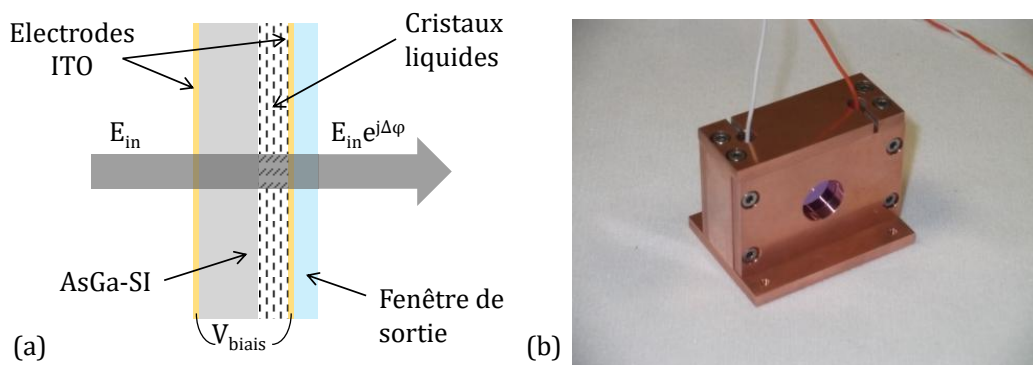 Electrodes
ITO
Cristaux
liquides
E_in
E_in e^jΔφ
AsGa-SI
Fenêtre de
sortie
V_biais
(a)
(b)